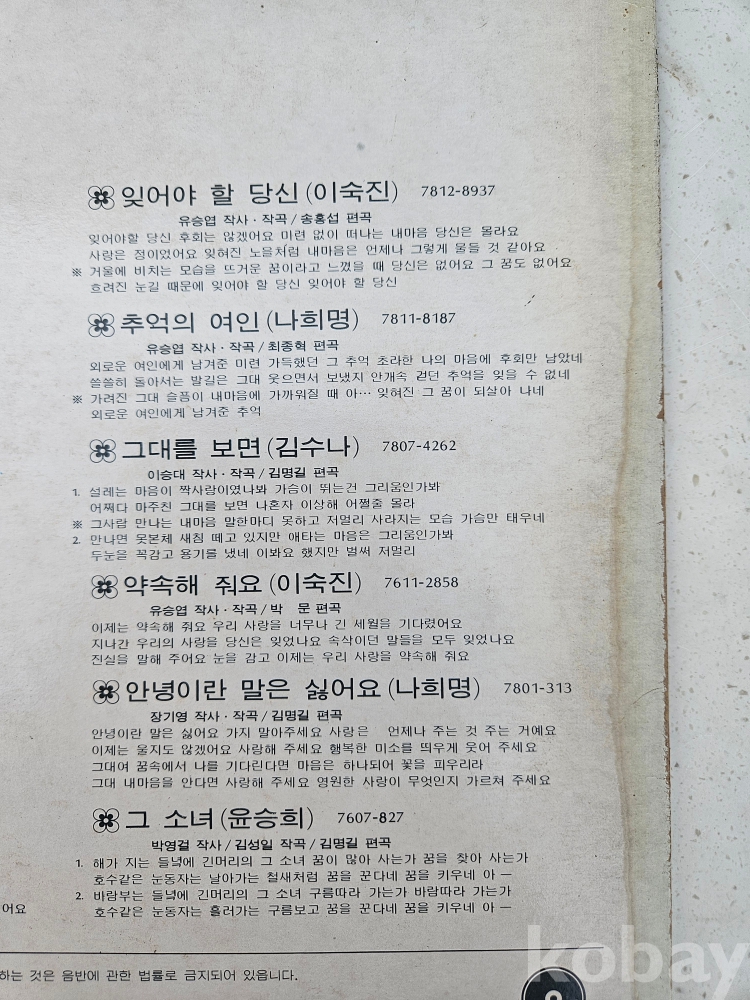 잊어야 할 당신 (이숙진) 7812-8937
유승엽 작사·작곡/송홍섭 편곡
잊어야할 당신 후회는 않겠어요 미련 없이 떠나는 내마음 당신은 몰라요
사랑은 점이였어요 잊혀진 노을처럼 내마음은 언제나 그렇게 물들 것 같아요
※ 거울에 비치는 모습을 뜨거운 꿈이라고 느꼈을 때 당신은 없어요 그 꿈도 없어요
흐려진 눈길 때문에 잊어야 할 당신 잊어야 할 당신
추억의 여인 (나희명) 7811-8187
유승엽 작사·작곡/최종혁 편곡
외로운 여인에게 남겨준 미련 가득했던 그 추억 초라한 나의 마음에 후회만 남았네
쓸쓸히 돌아서는 발길은 그대 웃으면서 보냈지 안개속 걷던 추억을 잊을 수 없네
※ 가려진 그대 슬픔이 내마음에 가까워질 때 아… 잊혀진 그 꿈이 되살아 나네
외로운 여인에게 남겨준 추억
그대를 보면 (김수나) 7807-4262
이승대 작사·작곡/김명길 편곡
1. 설레는 마음이 짝사랑이였나봐 가슴이 뛰는건 그리움인가봐
어쩌다 마주친 그대를 보면 나혼자 이상해 어쩔줄 몰라
※ 그사람 만나는 내마음 말한마디 못하고 저멀리 사라지는 모습 가슴만 태우네
2. 만나면 못본체 새침 떼고 있지만 애타는 마음은 그리움인가봐
두눈을 꼭감고 용기를 냈네 이봐요 했지만 벌써 저멀리
약속해 줘요 (이숙진) 7611-2858
유승엽 작사·작곡/박 문 편곡
이제는 약속해 줘요 우리 사랑을 너무나 긴 세월을 기다렸어요
지나간 우리의 사랑을 당신은 잊었나요 속삭이던 말들을 모두 잊었나요
진실을 말해 주어요 눈을 감고 이제는 우리 사랑을 약속해 줘요
안녕이란 말은 싫어요 (나희명) 7801-313
장기영 작사·작곡/김명길 편곡
안녕이란 말은 싫어요 가지 말아주세요 사랑은 언제나 주는 것 주는 거예요
이제는 울지도 않겠어요 사랑해 주세요 행복한 미소를 띄우게 웃어 주세요
그대여 꿈속에서 나를 기다린다면 마음은 하나되어 꽃을 피우리라
그대 내마음을 안다면 사랑해 주세요 영원한 사랑이 무엇인지 가르쳐 주세요
그 소녀 (윤승희) 7607-827
박영걸 작사/김성일 작곡/김명길 편곡
1. 해가 지는 들녘에 긴머리의 그 소녀 꿈이 많아 사는가 꿈을 찾아 사는가
호수같은 눈동자는 날아가는 철새처럼 꿈을 꾼다네 꿈을 키우네 아 ―
2. 바람부는 들녘에 긴머리의 그 소녀 구름따라 가는가 바람따라 가는가
호수같은 눈동자는 흘러가는 구름보고 꿈을 꾼다네 꿈을 키우네 아 ―
어요
하는 것은 음반에 관한 법률로 금지되어 있읍니다.
kobay